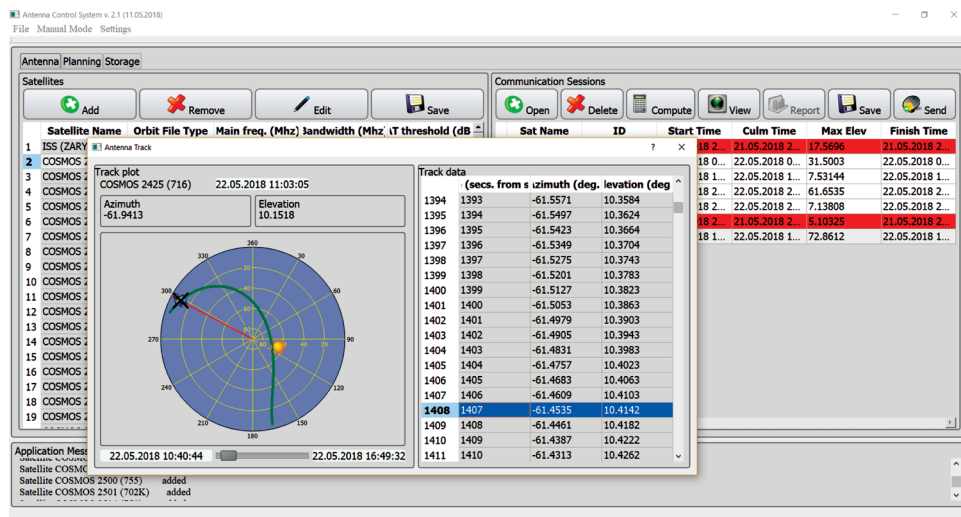 Antenna Control System v. 2.1 (11.05.2018)
File Manual Mode Settings
Antenna Planning Storage
Satellites
Communication Sessions
Add Remove Edit Save
Open Delete Compute View Report Save Send
Satellite Name Orbit File Type Main freq. (Mhz)
Sat Name ID Start Time Culm Time Max Elev Finish Time
1 ISS (ZARY
18 2... 21.05.2018 2... 17.5696 21.05.2018 2...
2 COSMOS 2
18 0... 22.05.2018 0... 31.5003 22.05.2018 0...
3 COSMOS 2
18 1... 22.05.2018 1... 7.53144 22.05.2018 1...
4 COSMOS 2
18 2... 22.05.2018 2... 61.6535 22.05.2018 2...
5 COSMOS 2
18 2... 22.05.2018 2... 7.13808 22.05.2018 2...
6 COSMOS 2
18 2... 21.05.2018 2... 5.10325 21.05.2018 2...
7 COSMOS 2
18 1... 22.05.2018 1... 72.8612 22.05.2018 1...
8 COSMOS 2
9 COSMOS 2
10 COSMOS 2
11 COSMOS 2
12 COSMOS 2
13 COSMOS 2
14 COSMOS 2
15 COSMOS 2
16 COSMOS 2
17 COSMOS 2
18 COSMOS 2
19 COSMOS 2
Antenna Track
Track plot
COSMOS 2425 (716) 22.05.2018 11:03:05
Azimuth
-61.9413
Elevation
10.1518
360
330 30
300 60
270 90
240 120
210 150
180
20
40
60
80
80 60 40 20
22.05.2018 10:40:44 22.05.2018 16:49:32
Track data
(secs. from s
1394 1393 -61.5571 10.3584
1395 1394 -61.5497 10.3624
1396 1395 -61.5423 10.3664
1397 1396 -61.5349 10.3704
1398 1397 -61.5275 10.3743
1399 1398 -61.5201 10.3783
1400 1399 -61.5127 10.3823
1401 1400 -61.5053 10.3863
1402 1401 -61.4979 10.3903
1403 1402 -61.4905 10.3943
1404 1403 -61.4831 10.3983
1405 1404 -61.4757 10.4023
1406 1405 -61.4683 10.4063
1407 1406 -61.4609 10.4103
1408 1407 -61.4535 10.4142
1409 1408 -61.4461 10.4182
1410 1409 -61.4387 10.4222
1411 1410 -61.4313 10.4262
Application Mess
Satellite COSMC
Satellite COSMOS 2500 (755) added
Satellite COSMOS 2501 (702K) added